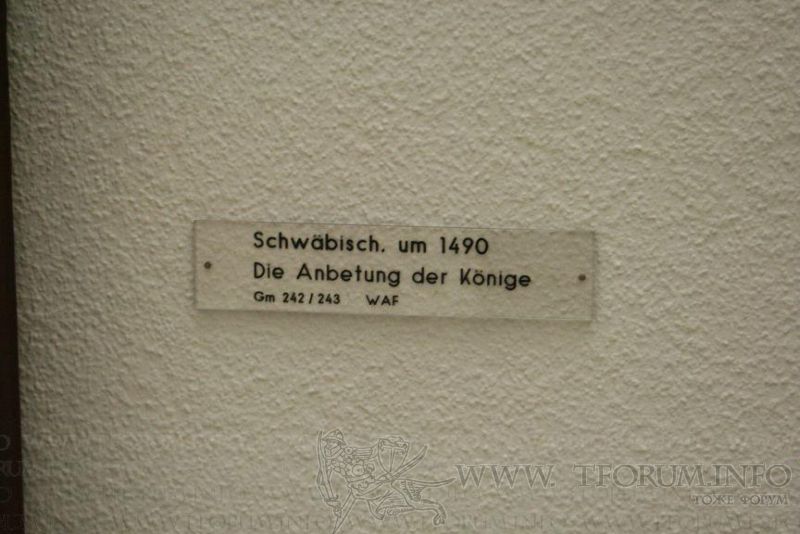 Schwäbisch, um 1490
Die Anbetung der Könige
Gm 242 / 243 WAF
WWW. TFORUM.INFO
ТОЖЕ ФОРУМ